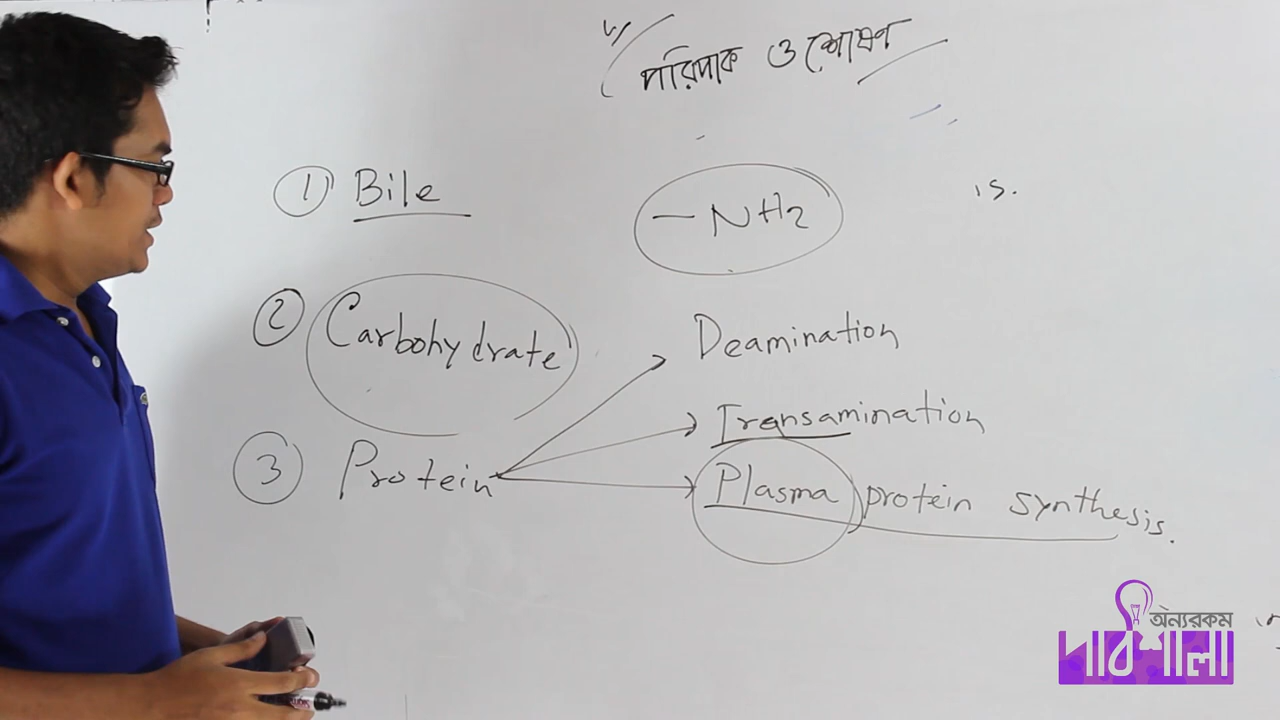 পরিপাক ও শোষণ
① Bile
– NH2
is.
② Carbohydrate
Deamination
Transamination
③ Protein
Plasma protein synthesis.
অন্যরকম
পাঠশালা